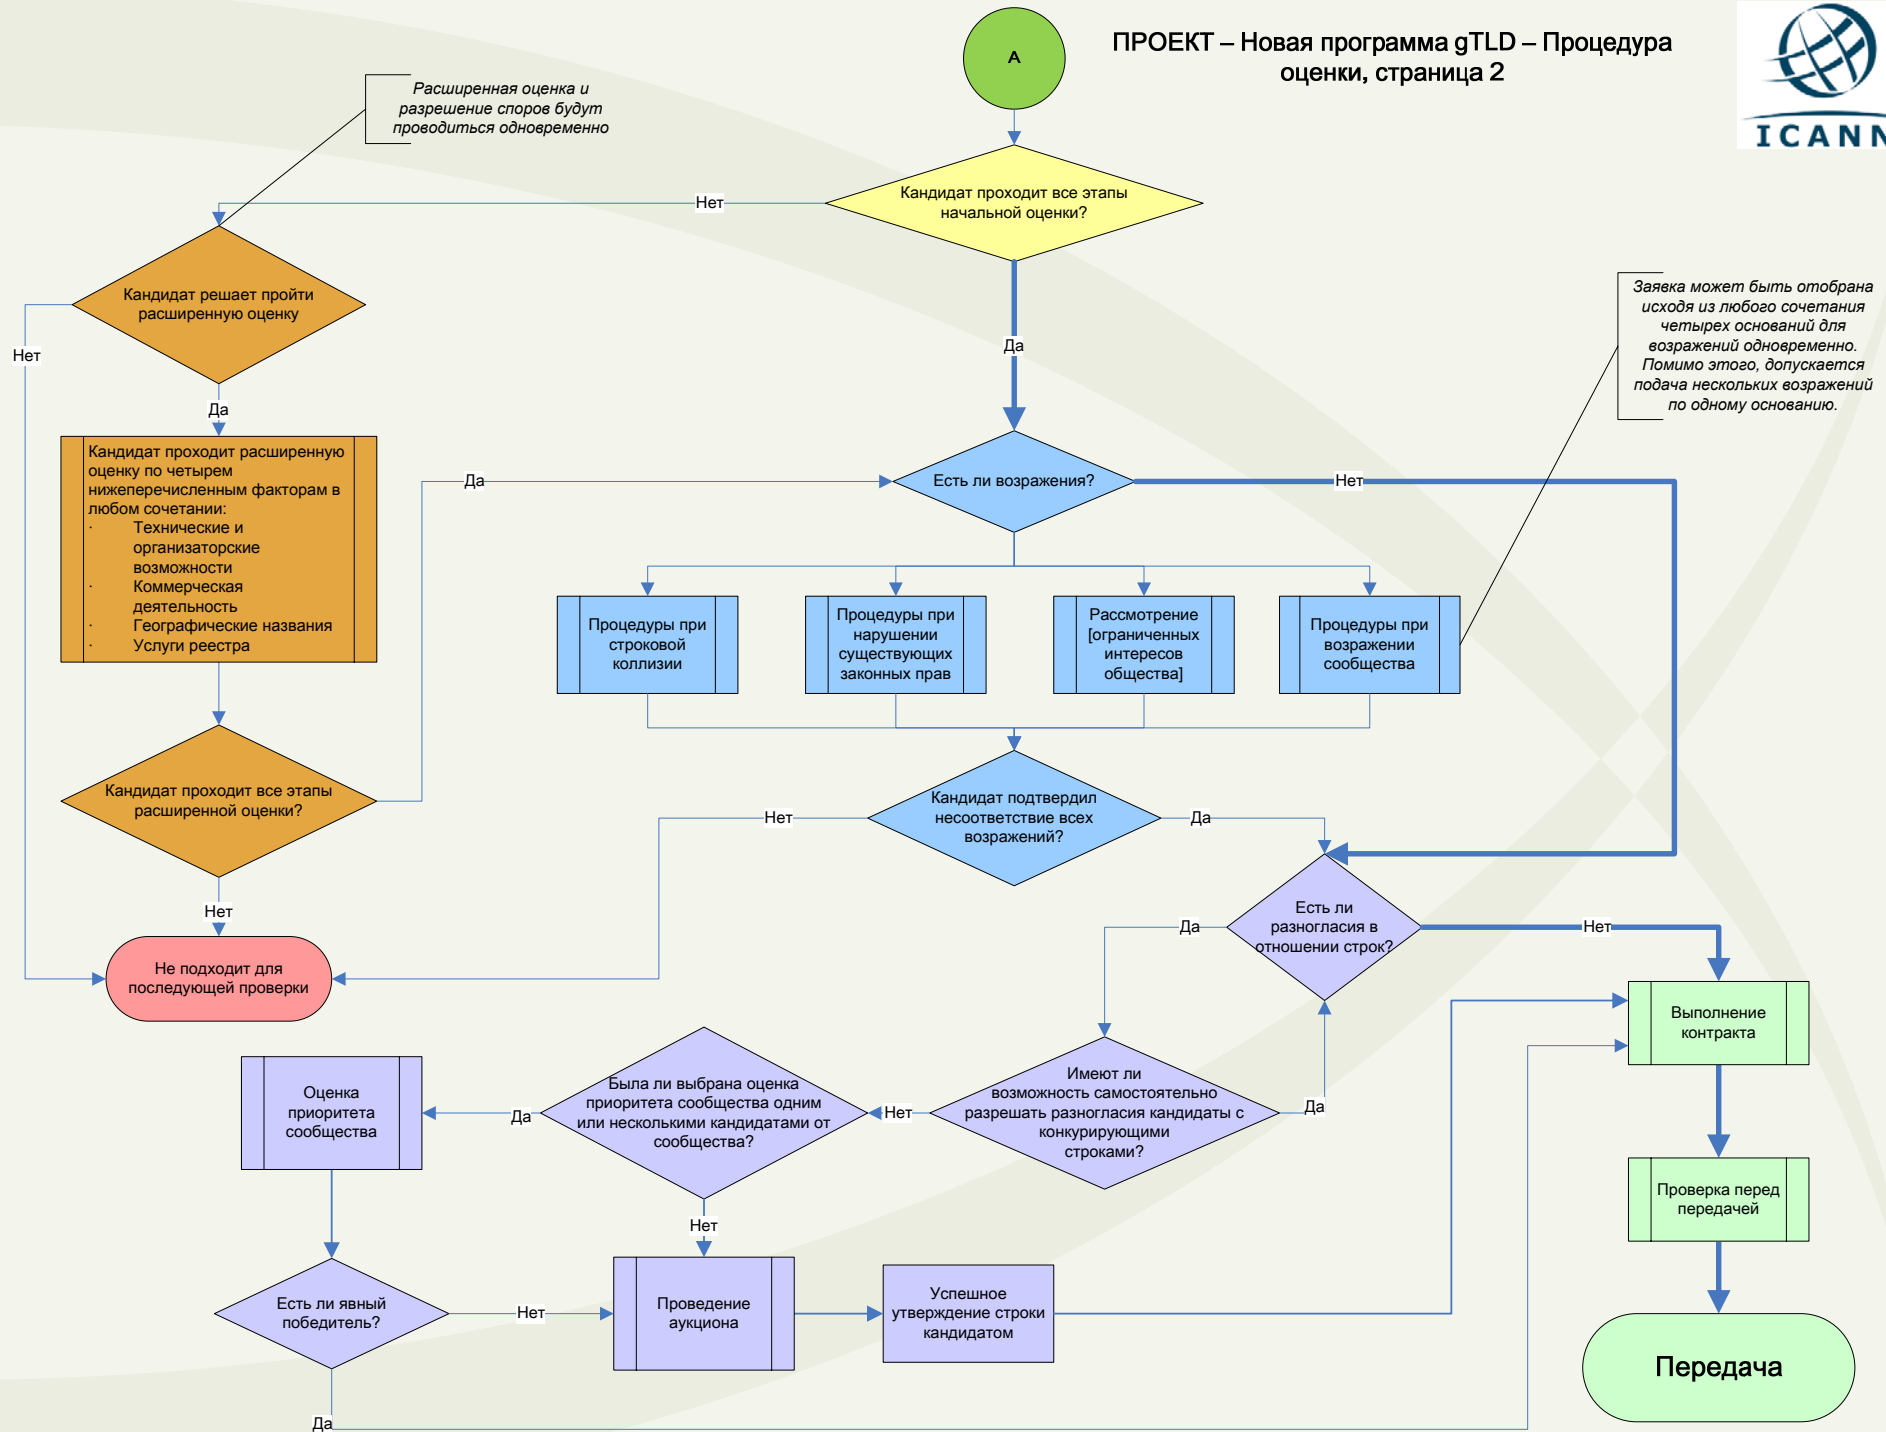 A
ПРОЕКТ – Новая программа gTLD – Процедура
оценки, страница 2
ICANN
Расширенная оценка и
разрешение споров будут
проводиться одновременно
Кандидат проходит все этапы
начальной оценки?
Нет
Да
Кандидат решает пройти
расширенную оценку
Нет
Да
Заявка может быть отобрана
исходя из любого сочетания
четырех оснований для
возражений одновременно.
Помимо этого, допускается
подача нескольких возражений
по одному основанию.
Кандидат проходит расширенную
оценку по четырем
нижеперечисленным факторам в
любом сочетании:
· Технические и
организаторские
возможности
· Коммерческая
деятельность
· Географические названия
· Услуги реестра
Да
Есть ли возражения?
Нет
Процедуры при
строковой
коллизии
Процедуры при
нарушении
существующих
законных прав
Рассмотрение
[ограниченных
интересов
общества]
Процедуры при
возражении
сообщества
Кандидат проходит все этапы
расширенной оценки?
Нет
Кандидат подтвердил
несоответствие всех
возражений?
Нет
Да
Не подходит для
последующей проверки
Есть ли
разногласия в
отношении строк?
Да
Нет
Выполнение
контракта
Имеют ли
возможность самостоятельно
разрешать разногласия кандидаты с
конкурирующими
строками?
Да
Нет
Была ли выбрана оценка
приоритета сообщества одним
или несколькими кандидатами от
сообщества?
Да
Нет
Оценка
приоритета
сообщества
Проверка перед
передачей
Есть ли явный
победитель?
Нет
Да
Проведение
аукциона
Успешное
утверждение строки
кандидатом
Передача